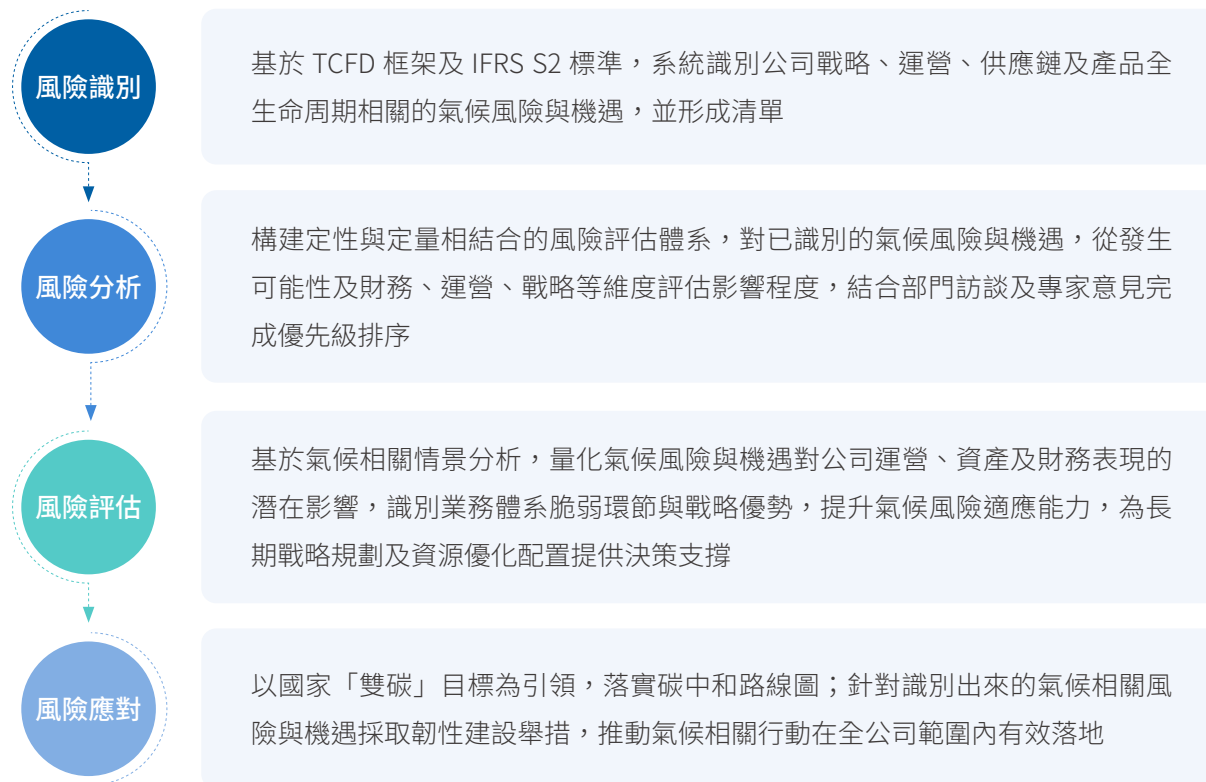 風險識別
基於 TCFD 框架及 IFRS S2 標準，系統識別公司戰略、運營、供應鏈及產品全
生命周期相關的氣候風險與機遇，並形成清單
風險分析
構建定性與定量相結合的風險評估體系，對已識別的氣候風險與機遇，從發生
可能性及財務、運營、戰略等維度評估影響程度，結合部門訪談及專家意見完
成優先級排序
風險評估
基於氣候相關情景分析，量化氣候風險與機遇對公司運營、資產及財務表現的
潛在影響，識別業務體系脆弱環節與戰略優勢，提升氣候風險適應能力，為長
期戰略規劃及資源優化配置提供決策支撐
風險應對
以國家「雙碳」目標為引領，落實碳中和路線圖；針對識別出來的氣候相關風
險與機遇採取韌性建設舉措，推動氣候相關行動在全公司範圍內有效落地